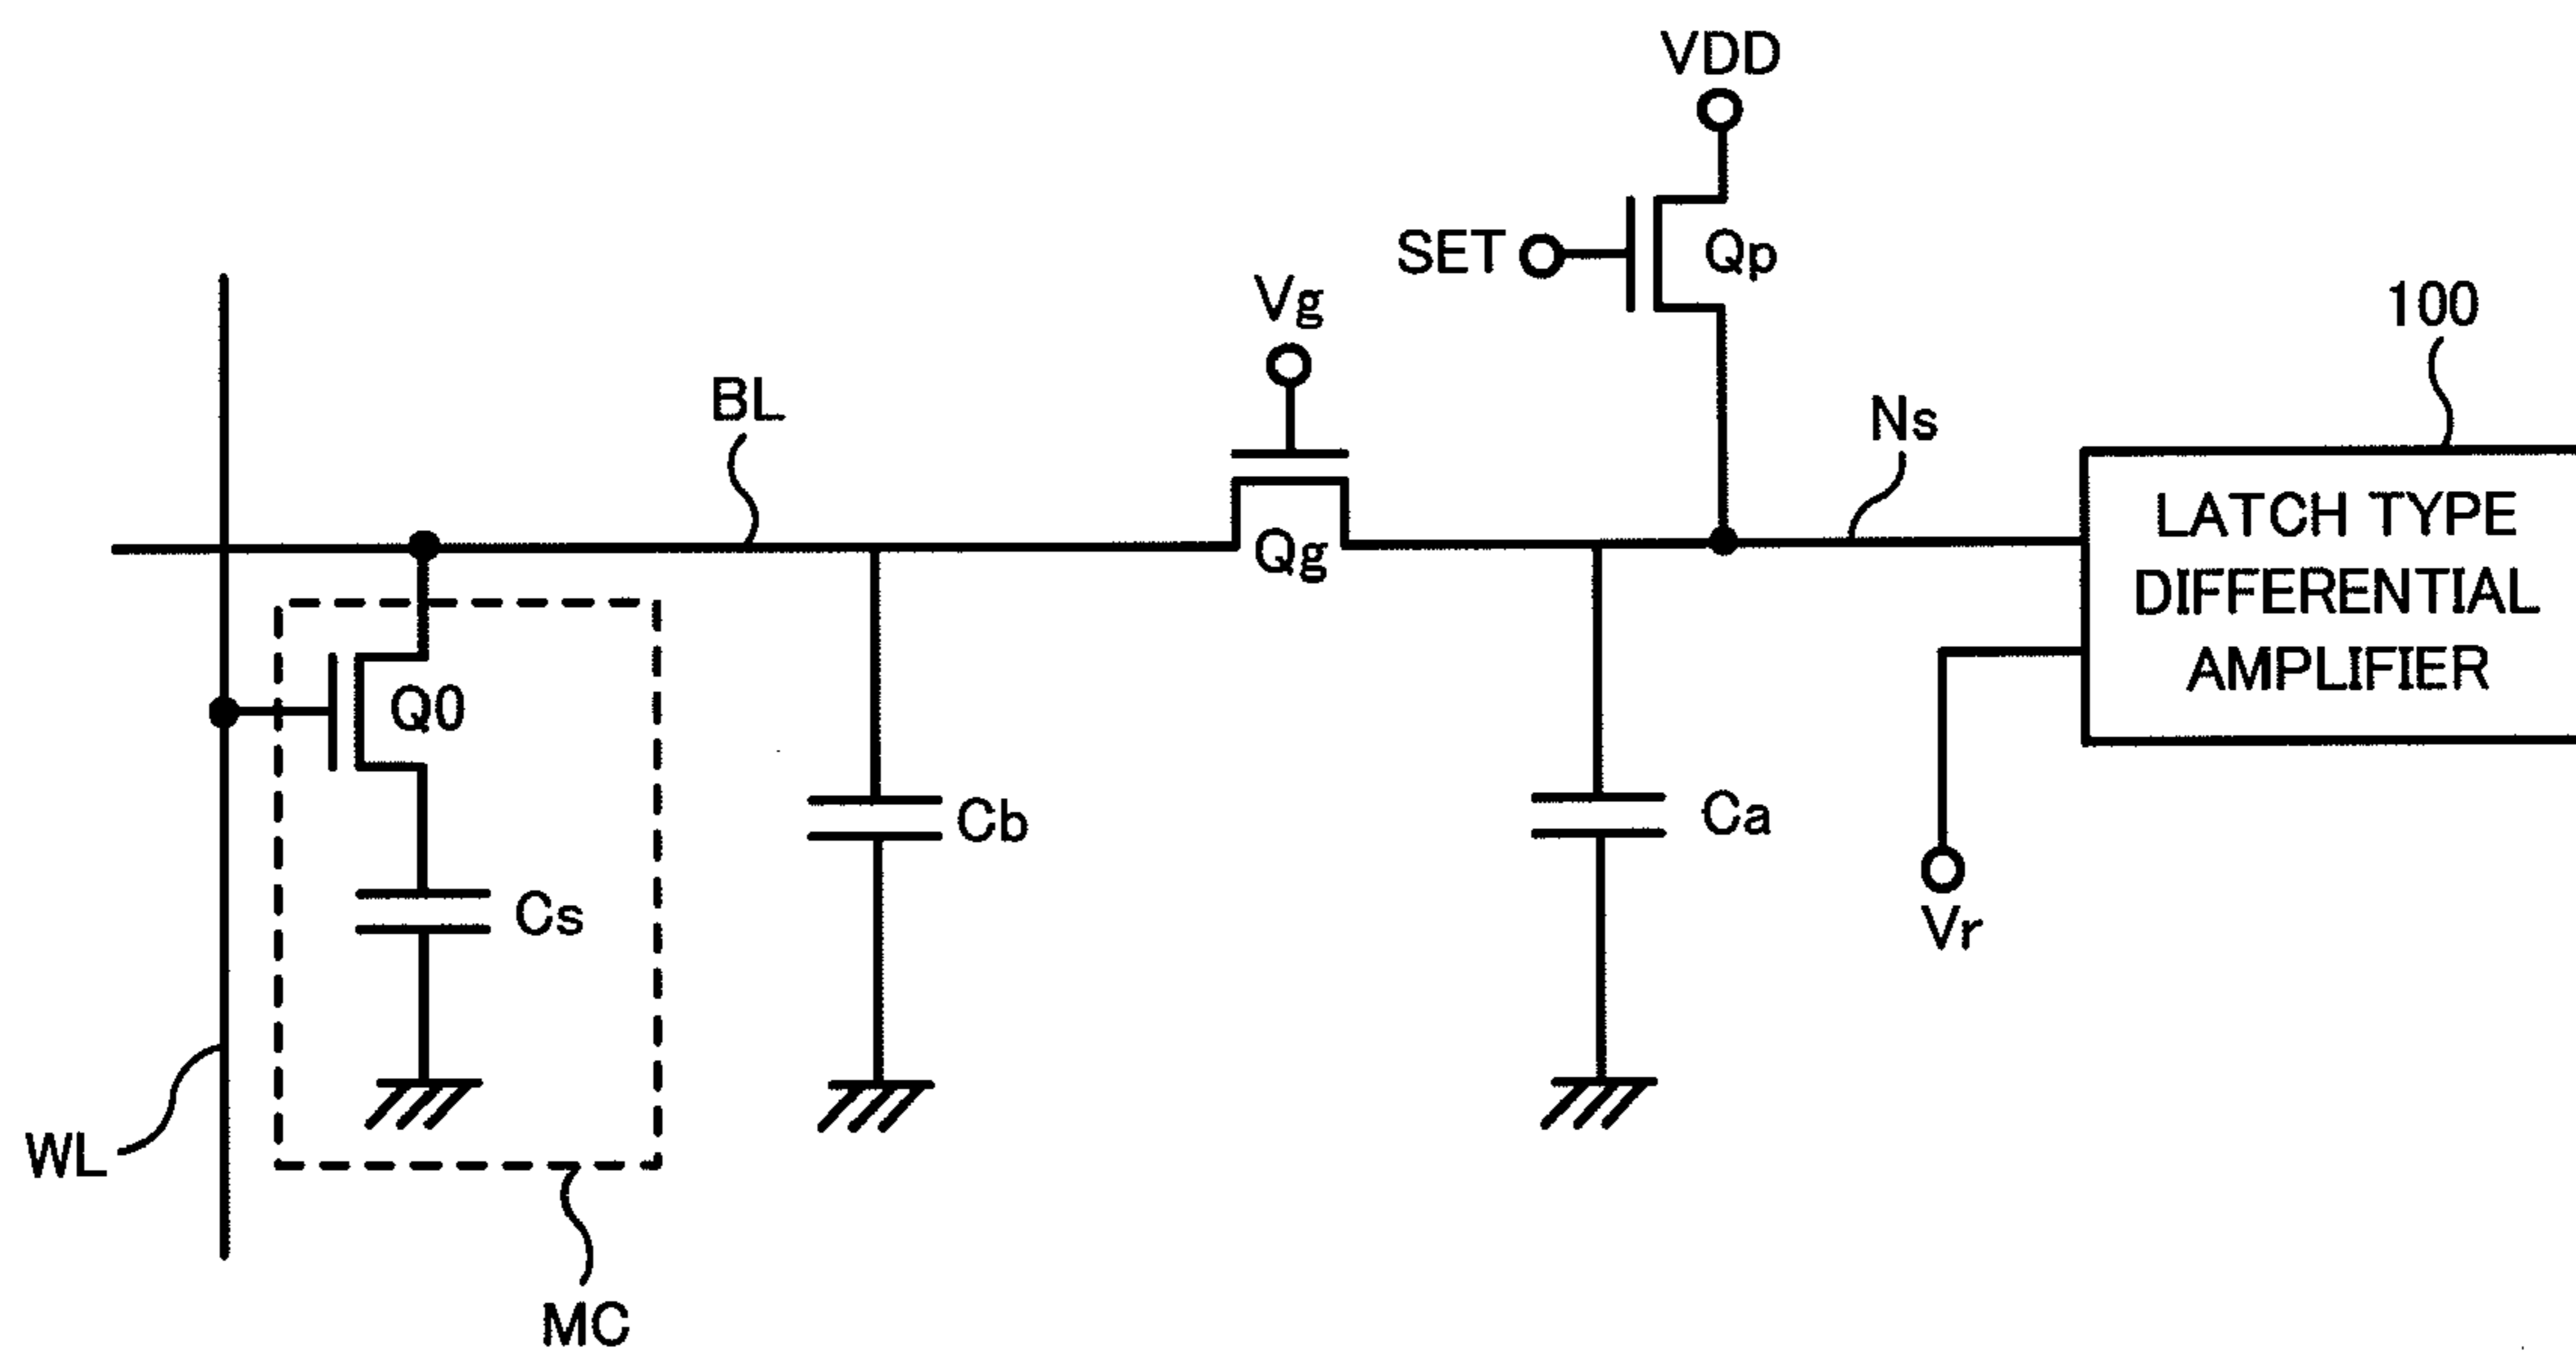 VDD
SET
Qp
Vg
100
BL
Ns
Qg
LATCH TYPE
DIFFERENTIAL
AMPLIFIER
Q0
Cb
Ca
Cs
Vr
WL
MC